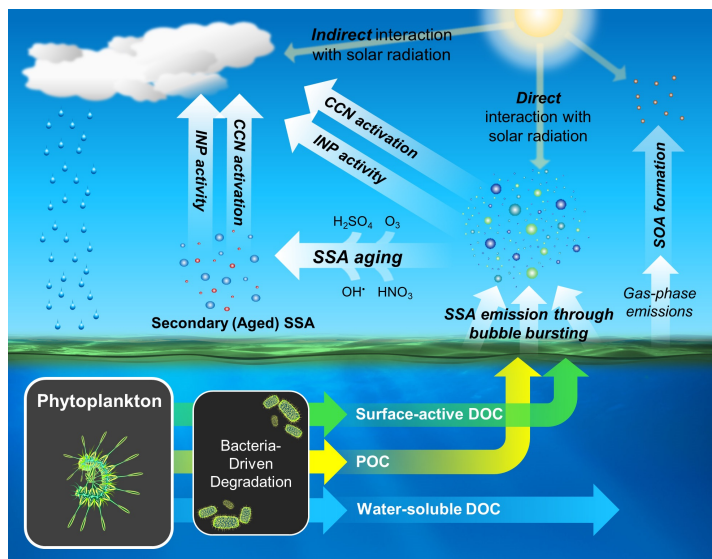 Indirect interaction
with solar radiation
Direct
interaction with
solar radiation
CCN activation
INP activity
INP activity
CCN activation
SOA formation
H₂SO₄ O₃
SSA aging
OH• HNO₃
Secondary (Aged) SSA
SSA emission through
bubble bursting
Gas-phase
emissions
Phytoplankton
Bacteria-
Driven
Degradation
Surface-active DOC
POC
Water-soluble DOC